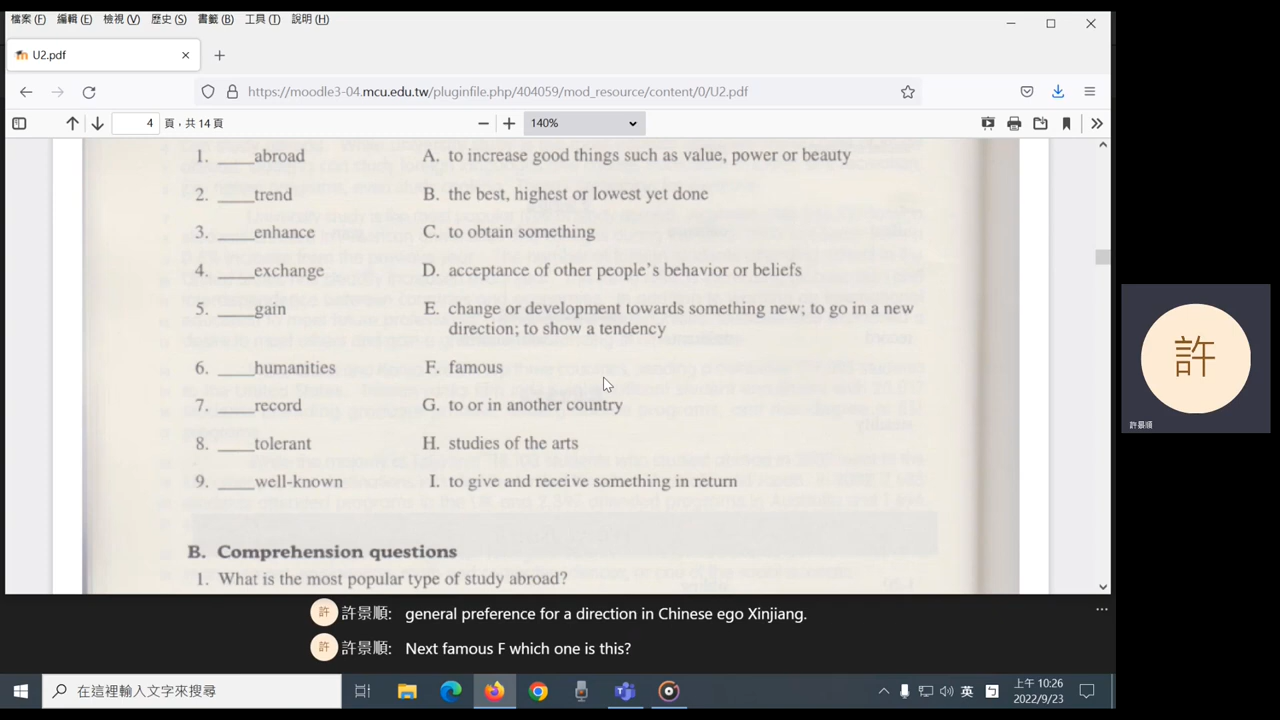 檔案(F) 編輯(E) 檢視(V) 歷史(S) 書籤(B) 工具(T) 說明(H)
U2.pdf
https://moodle3-04.mcu.edu.tw/pluginfile.php/404059/mod_resource/content/0/U2.pdf
4 頁，共 14 頁 140%
1. ____abroad A. to increase good things such as value, power or beauty
2. ____trend B. the best, highest or lowest yet done
3. ____enhance C. to obtain something
4. ____exchange D. acceptance of other people's behavior or beliefs
5. ____gain E. change or development towards something new; to go in a new
direction; to show a tendency
6. ____humanities F. famous
7. ____record G. to or in another country
8. ____tolerant H. studies of the arts
9. ____well-known I. to give and receive something in return
B. Comprehension questions
1. What is the most popular type of study abroad?
許
許景順
許 許景順: general preference for a direction in Chinese ego Xinjiang.
許 許景順: Next famous F which one is this?
在這裡輸入文字來搜尋
英
上午 10:26
2022/9/23